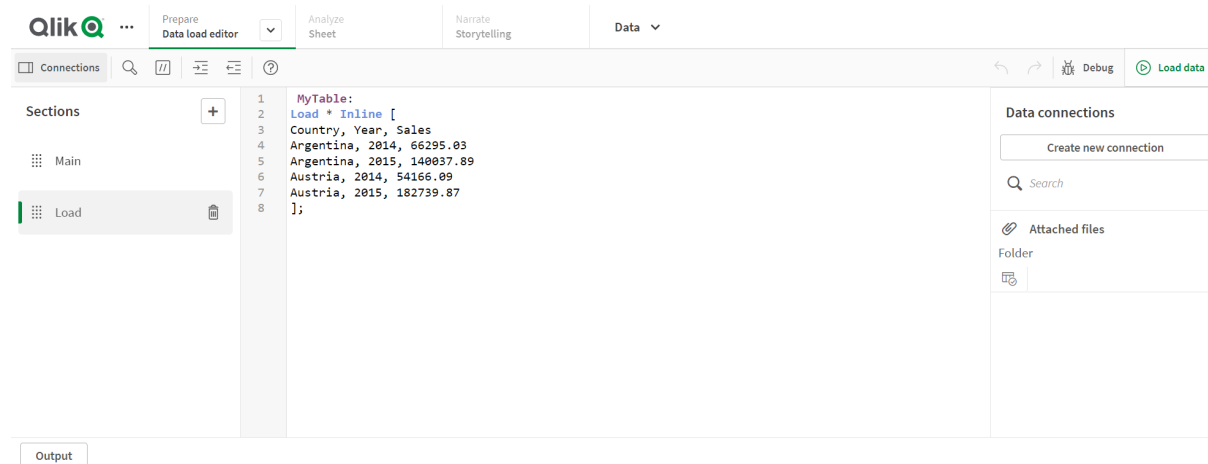 Qlik
Prepare
Data load editor
Analyze
Sheet
Narrate
Storytelling
Data
Connections
//
Debug
Load data
Sections
+
Main
Load
1 MyTable:
2 Load * Inline [
3 Country, Year, Sales
4 Argentina, 2014, 66295.03
5 Argentina, 2015, 140037.89
6 Austria, 2014, 54166.09
7 Austria, 2015, 182739.87
8 ];
Data connections
Create new connection
Search
Attached files
Folder
Output